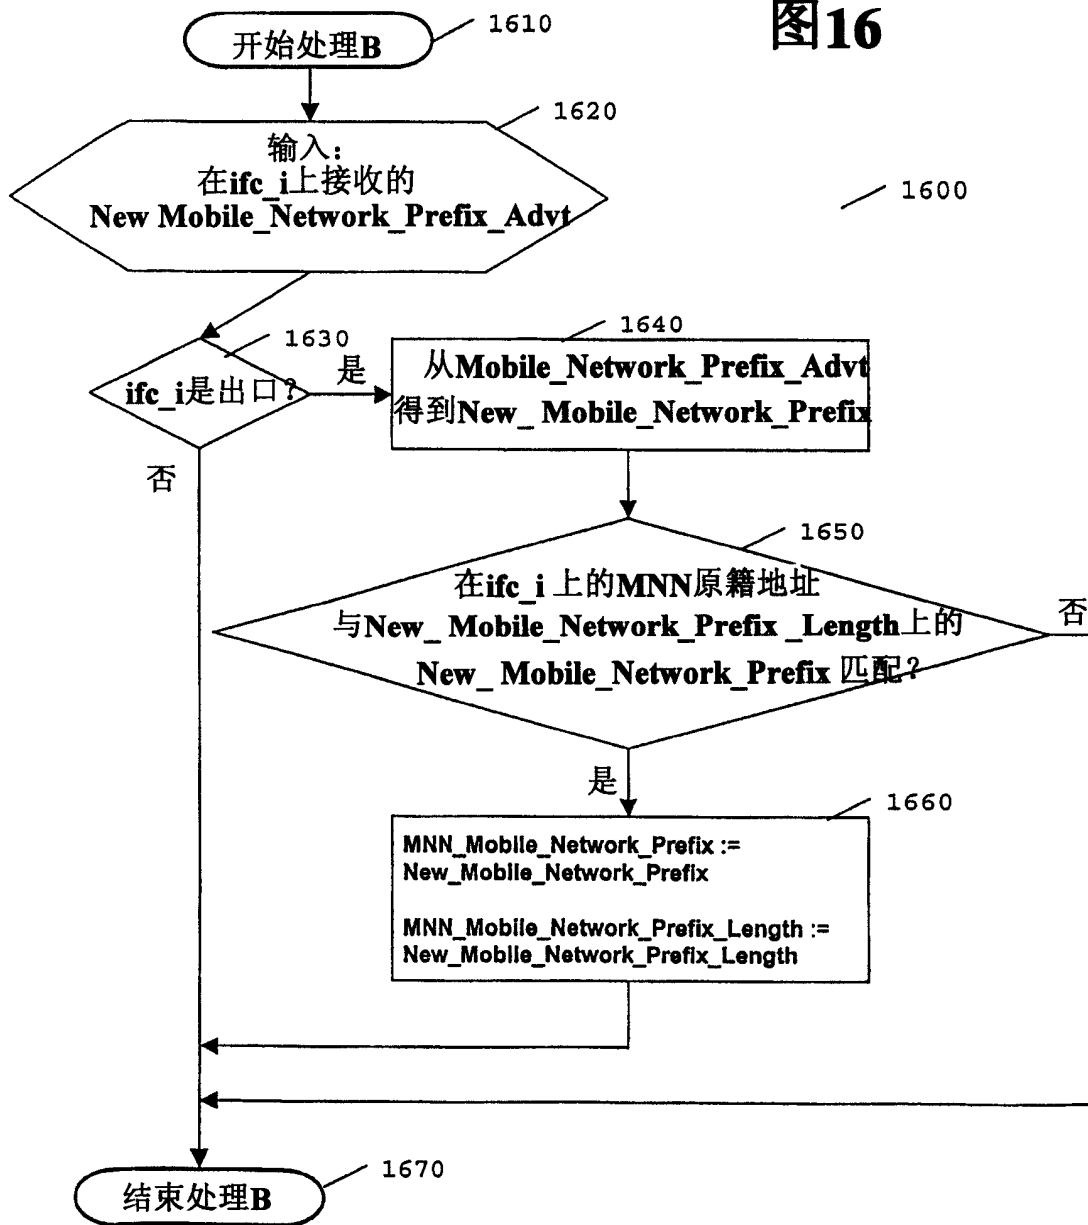 图16
开始处理B
1610
1620
输入:
在ifc_i上接收的
New Mobile_Network_Prefix_Advt
1600
1630
ifc_i是出口?
是
否
1640
从Mobile_Network_Prefix_Advt
得到New_ Mobile_Network_Prefix
1650
在ifc_i 上的MNN原籍地址
与New_ Mobile_Network_Prefix _Length上的
New_ Mobile_Network_Prefix 匹配?
否
是
1660
MNN_Mobile_Network_Prefix :=
New_Mobile_Network_Prefix
MNN_Mobile_Network_Prefix_Length :=
New_Mobile_Network_Prefix_Length
1670
结束处理B